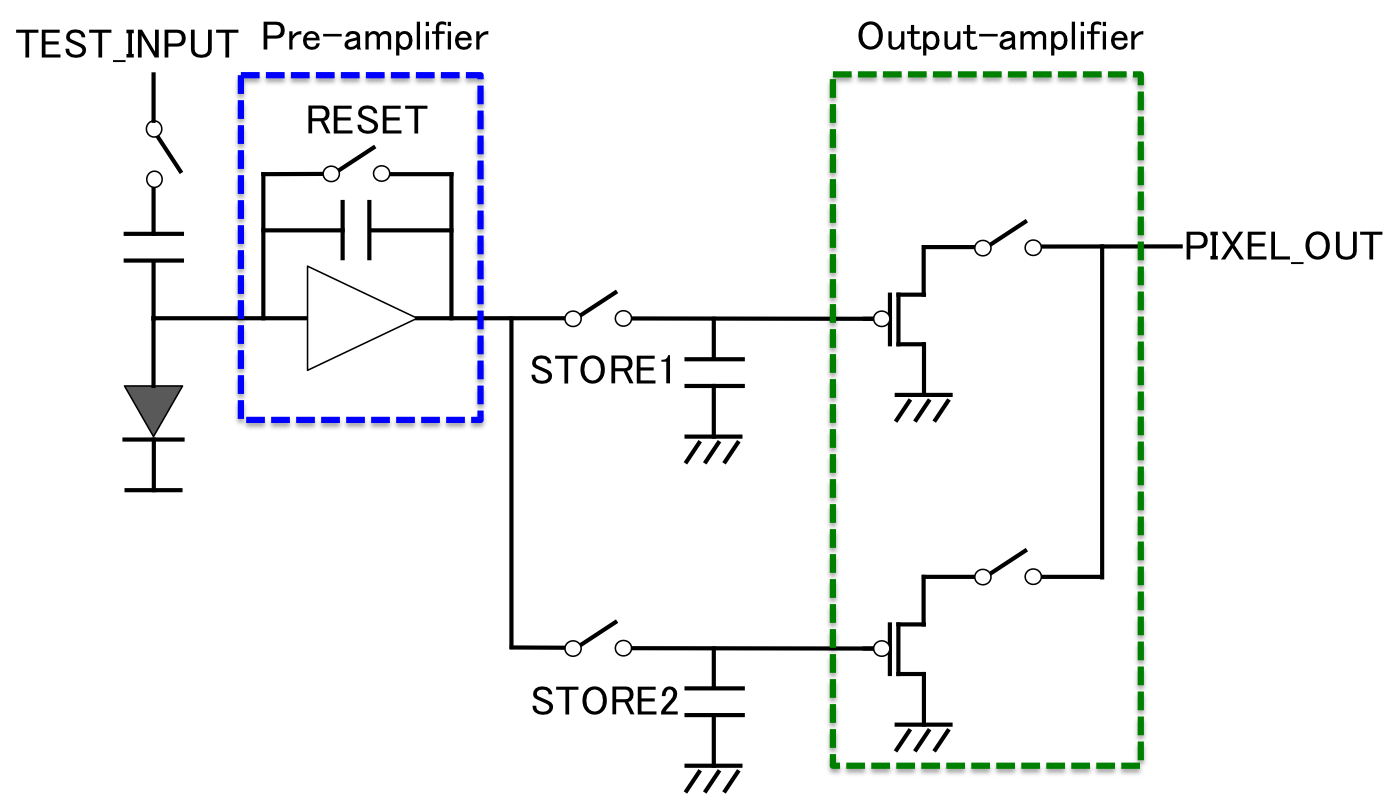 TEST_INPUT
Pre-amplifier
Output-amplifier
RESET
PIXEL_OUT
STORE1
STORE2